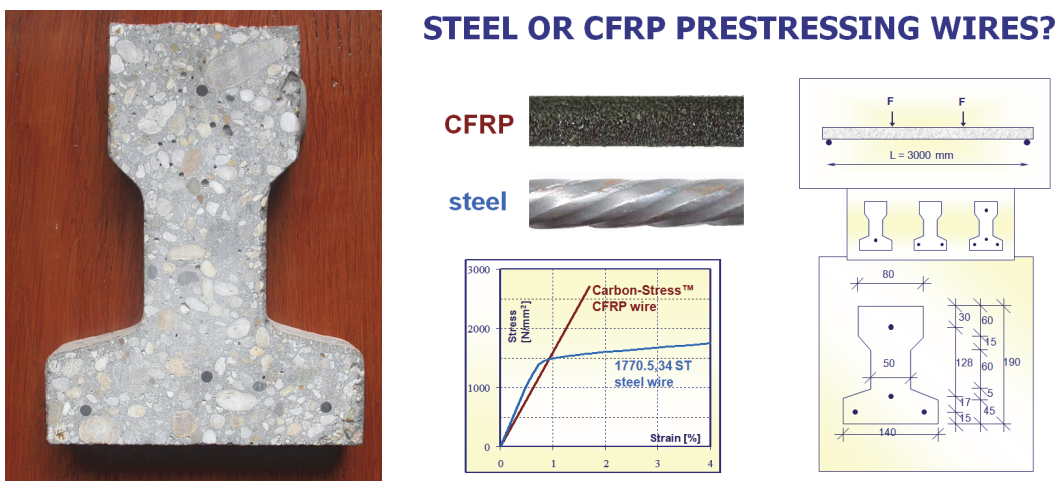 STEEL OR CFRP PRESTRESSING WIRES?
CFRP
steel
3000
2000
1000
0
Stress
[N/mm²]
Carbon-Stress™
CFRP wire
1770.5,34 ST
steel wire
Strain [%]
0 1 2 3 4
F F
L = 3000 mm
80
30
60
15
50
128
60
190
5
17
45
15
140